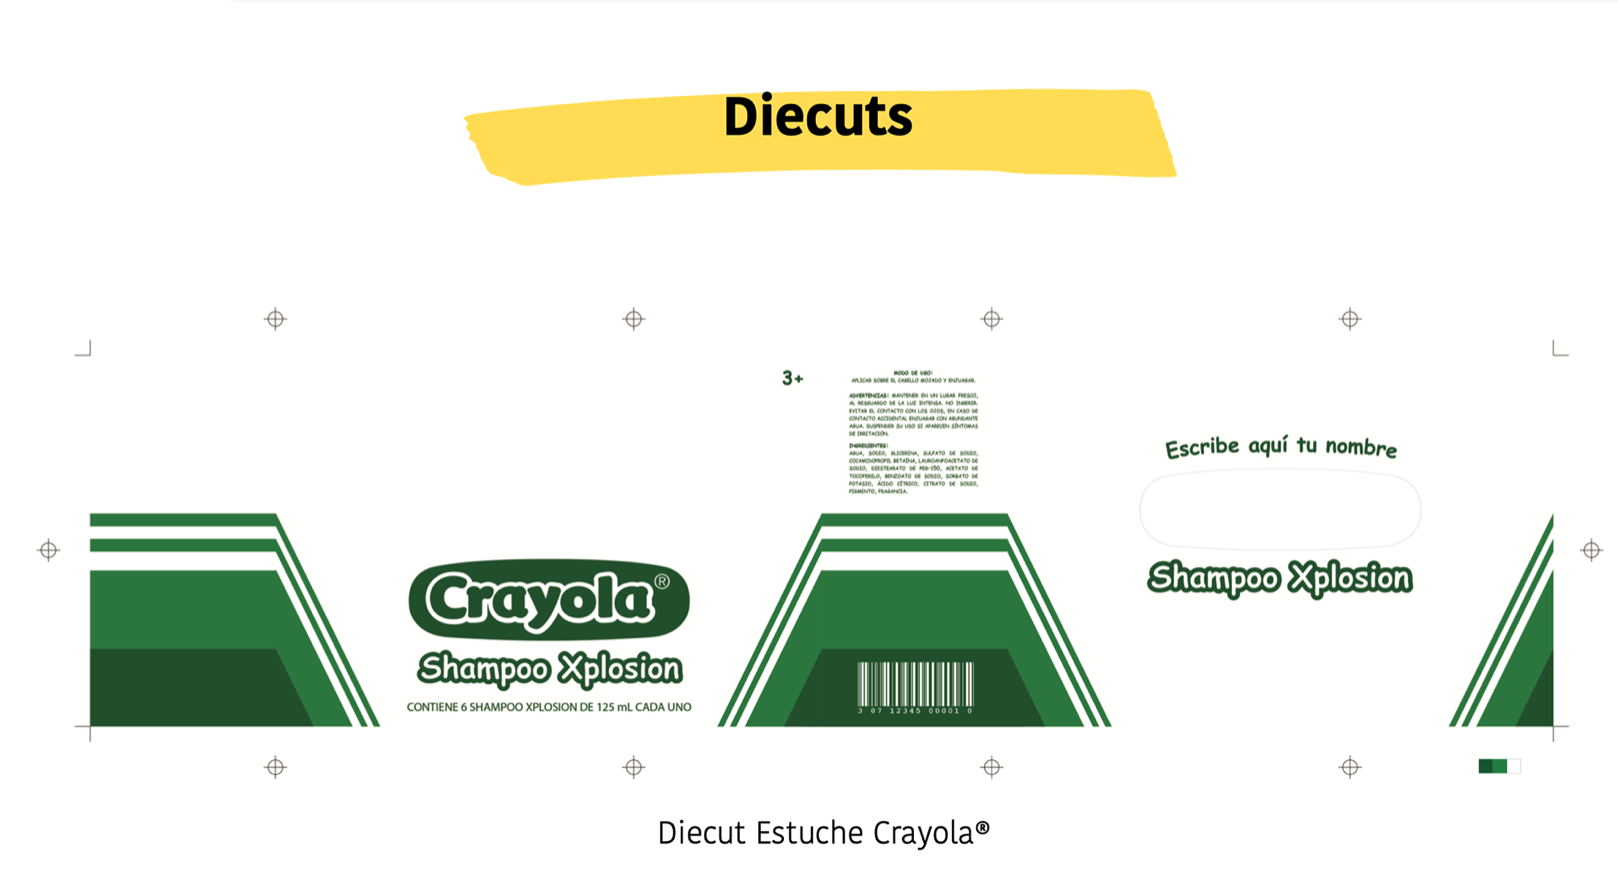 Diecuts
3+
MODO DE USO:
APLICAR SOBRE EL CABELLO MOJADO Y ENJUAGAR.
ADVERTENCIAS: MANTENER EN UN LUGAR FRESCO,
AL RESGUARDO DE LA LUZ INTENSA. NO INGERIR.
EVITAR EL CONTACTO CON LOS OJOS, EN CASO DE
CONTACTO ACCIDENTAL ENJUAGAR CON ABUNDANTE
AGUA. SUSPENDER SU USO SI APARECEN SÍNTOMAS
DE IRRITACIÓN.
INGREDIENTES:
AGUA, SODIO, GLICERINA, SULFATO DE SODIO,
COCAMIDOPROPIL BETAÍNA, LAUROANFOACETATO DE
SODIO, DIESTEARATO DE PEG-150, ACETATO DE
TOCOFERILO, BENZOATO DE SODIO, SORBATO DE
POTASIO, ÁCIDO CÍTRICO, CITRATO DE SODIO,
PIGMENTO, FRAGANCIA.
Escribe aquí tu nombre
Shampoo Xplosion
Crayola®
Shampoo Xplosion
CONTIENE 6 SHAMPOO XPLOSION DE 125 mL CADA UNO
3 07 12345 00001 0
Diecut Estuche Crayola®